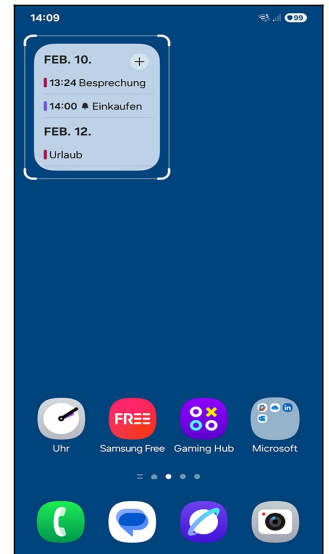 14:09
99
FEB. 10.
13:24 Besprechung
14:00 Einkaufen
FEB. 12.
Urlaub
FREE
Uhr
Samsung Free
Gaming Hub
Microsoft